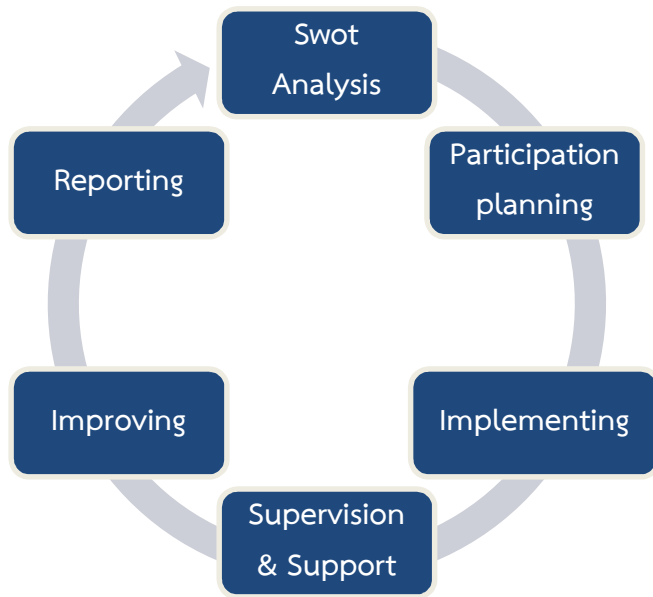 Swot
Analysis
Participation
planning
Implementing
Supervision
& Support
Improving
Reporting